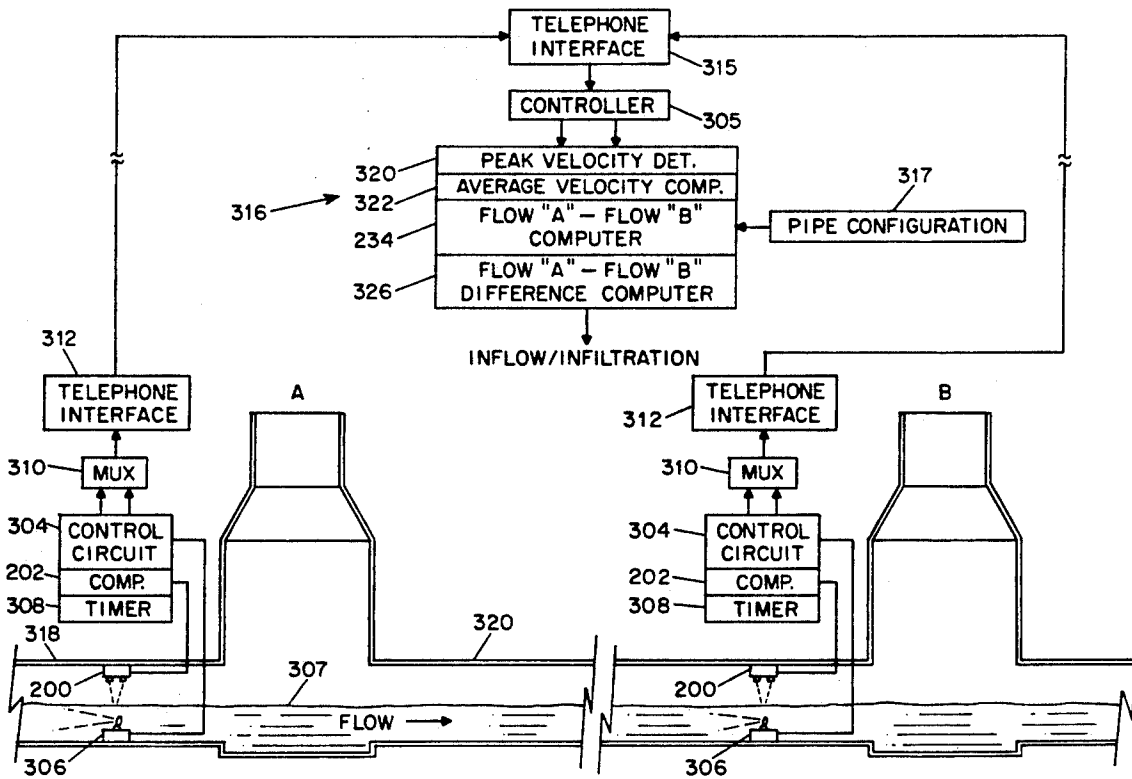 TELEPHONE
INTERFACE
315
CONTROLLER
305
320
PEAK VELOCITY DET.
322
AVERAGE VELOCITY COMP.
316
234
FLOW "A" – FLOW "B"
COMPUTER
317
PIPE CONFIGURATION
326
FLOW "A" – FLOW "B"
DIFFERENCE COMPUTER
INFLOW/INFILTRATION
312
TELEPHONE
INTERFACE
A
310
MUX
304
CONTROL
CIRCUIT
202
COMP.
308
TIMER
318
320
200
307
FLOW
306
312
TELEPHONE
INTERFACE
B
310
MUX
304
CONTROL
CIRCUIT
202
COMP.
308
TIMER
200
306